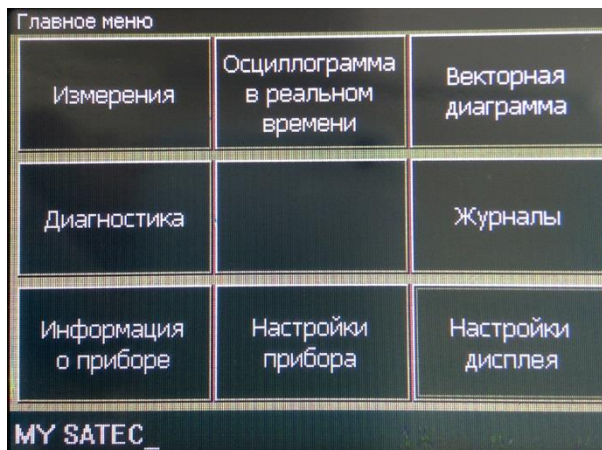 Главное меню
Измерения
Осциллограмма
в реальном
времени
Векторная
диаграмма
Диагностика
Журналы
Информация
о приборе
Настройки
прибора
Настройки
дисплея
MY SATEC_